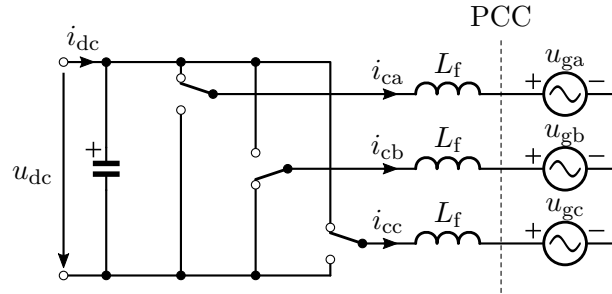 PCC
i_dc
i_ca
L_f
+
u_ga
−
+
u_dc
i_cb
L_f
+
u_gb
−
i_cc
L_f
+
u_gc
−